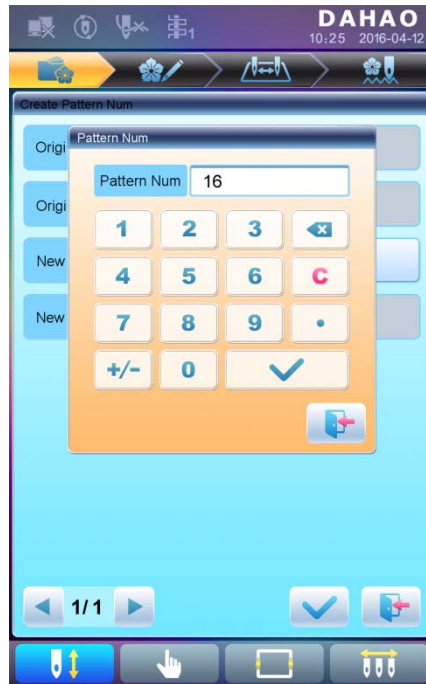 DAHAO
1
10:25 2016-04-12
Create Pattern Num
Pattern Num
Origi
Pattern Num 16
Origi
1 2 3
New
4 5 6 C
New
7 8 9 .
+/- 0
1/1